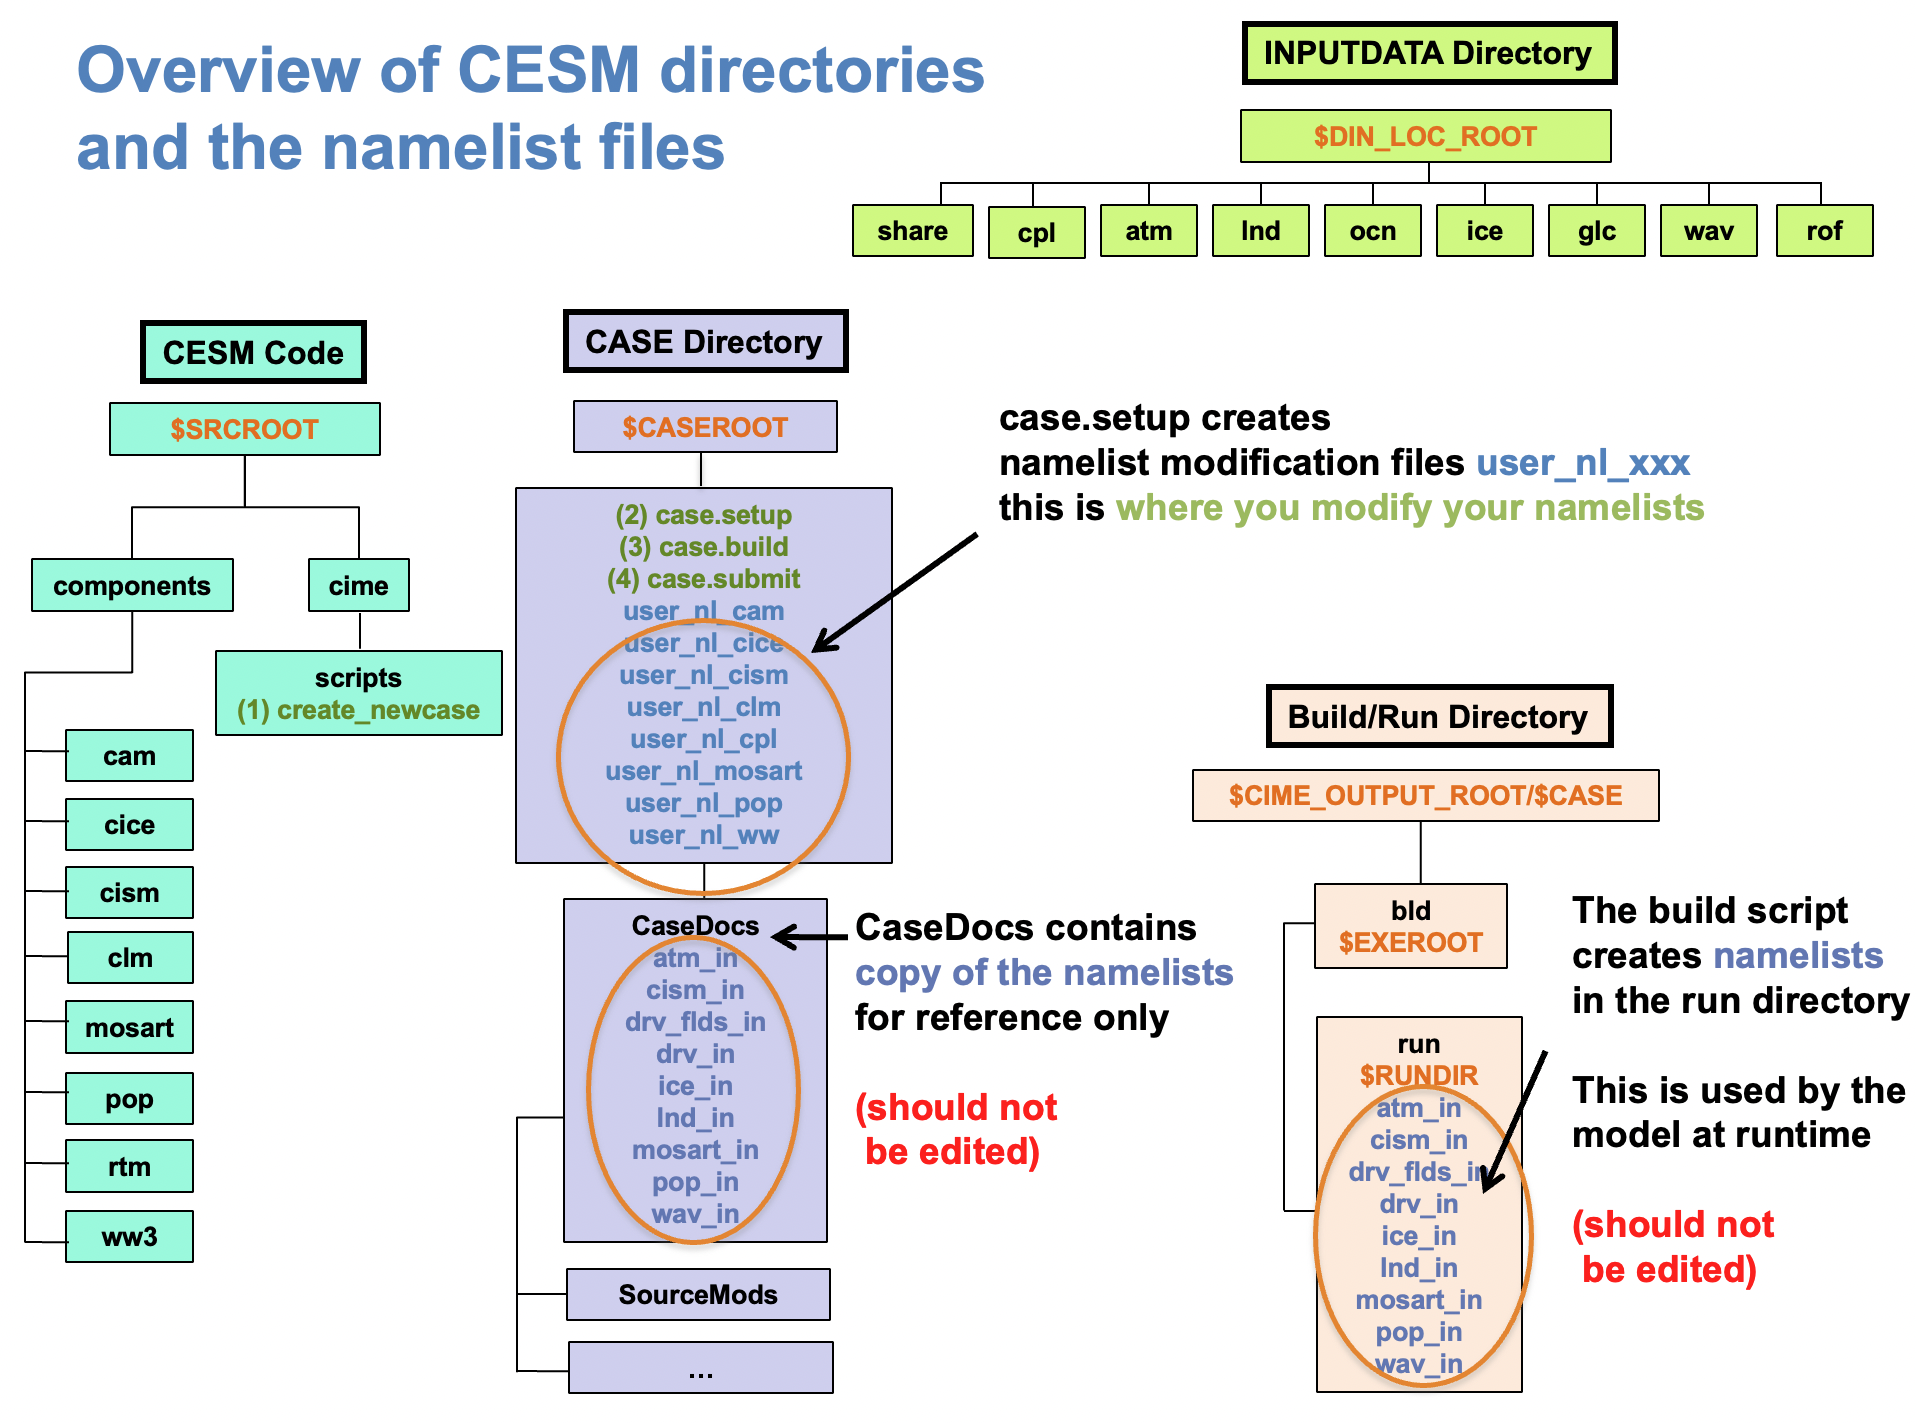 Overview of CESM directories
and the namelist files
INPUTDATA Directory
$DIN_LOC_ROOT
share
cpl
atm
lnd
ocn
ice
glc
wav
rof
CESM Code
$SRCROOT
components
cime
scripts
(1) create_newcase
cam
cice
cism
clm
mosart
pop
rtm
ww3
CASE Directory
$CASEROOT
(2) case.setup
(3) case.build
(4) case.submit
user_nl_cam
user_nl_cice
user_nl_cism
user_nl_clm
user_nl_cpl
user_nl_mosart
user_nl_pop
user_nl_ww
case.setup creates
namelist modification files user_nl_xxx
this is where you modify your namelists
CaseDocs
atm_in
cism_in
drv_flds_in
drv_in
ice_in
lnd_in
mosart_in
pop_in
wav_in
SourceMods
...
CaseDocs contains
copy of the namelists
for reference only
(should not
be edited)
Build/Run Directory
$CIME_OUTPUT_ROOT/$CASE
bld
$EXEROOT
run
$RUNDIR
atm_in
cism_in
drv_flds_in
drv_in
ice_in
lnd_in
mosart_in
pop_in
wav_in
The build script
creates namelists
in the run directory
This is used by the
model at runtime
(should not
be edited)